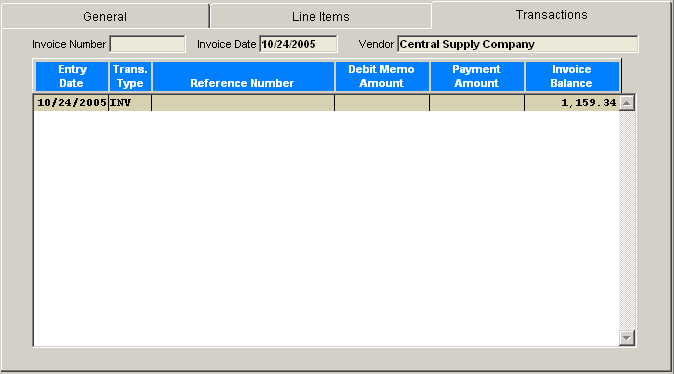 General Line Items Transactions
Invoice Number Invoice Date 10/24/2005 Vendor Central Supply Company
Entry Trans. Debit Memo Payment Invoice
Date Type Reference Number Amount Amount Balance
10/24/2005 INV 1,159.34